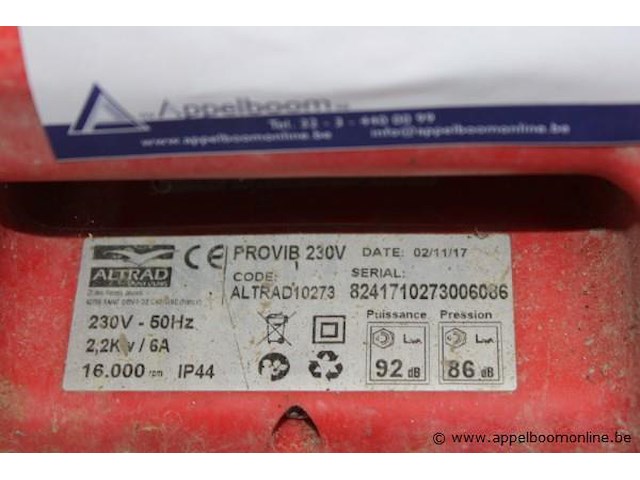 Appelboom
Tel. 32 - 3 - 440 00 99
www.appelboomonline.be info@appelboomonline.be
ALTRAD
CE PROVIB 230V DATE: 02/11/17
CODE: SERIAL:
ALTRAD10273 8241710273006086
230V - 50Hz Puissance Pression
2,2Kw / 6A LWA LWA
16.000 rpm IP44 92 dB 86 dB
© www.appelboomonline.be